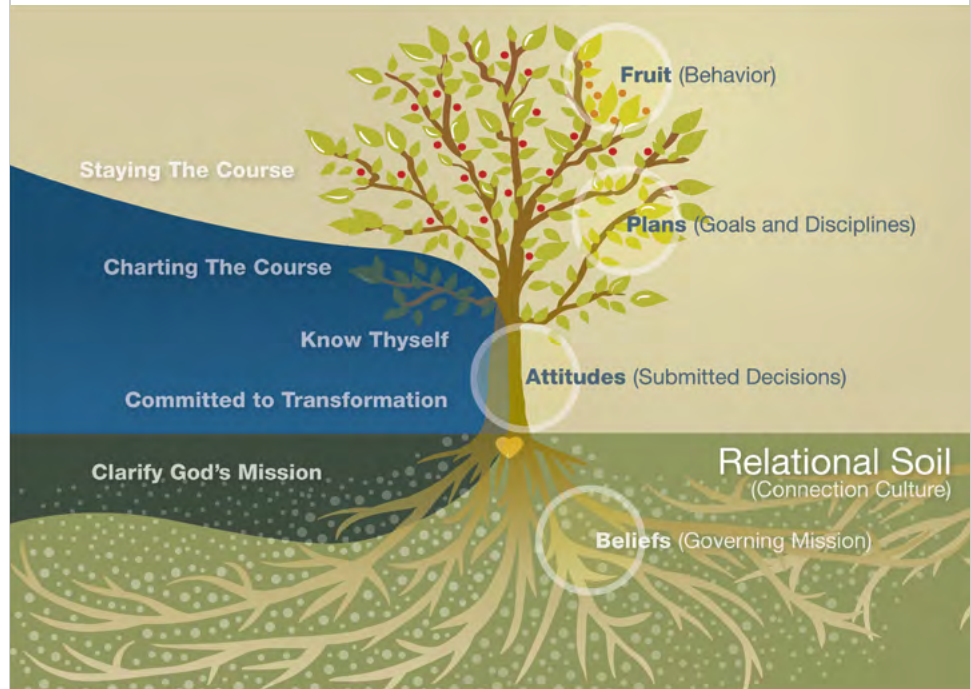 Fruit (Behavior)
Staying The Course
Plans (Goals and Disciplines)
Charting The Course
Know Thyself
Attitudes (Submitted Decisions)
Committed to Transformation
Clarify God's Mission
Relational Soil
(Connection Culture)
Beliefs (Governing Mission)